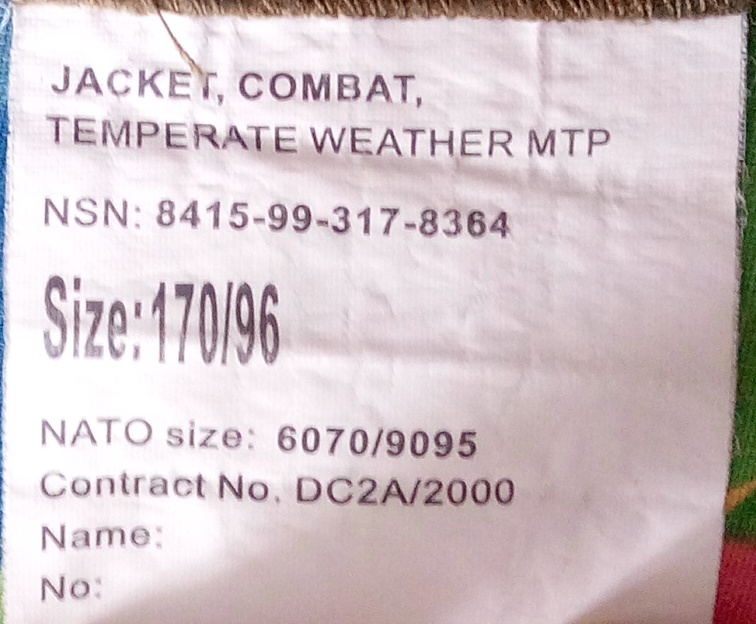 JACKET, COMBAT,
TEMPERATE WEATHER MTP
NSN: 8415-99-317-8364
Size:170/96
NATO size: 6070/9095
Contract No. DC2A/2000
Name:
No: